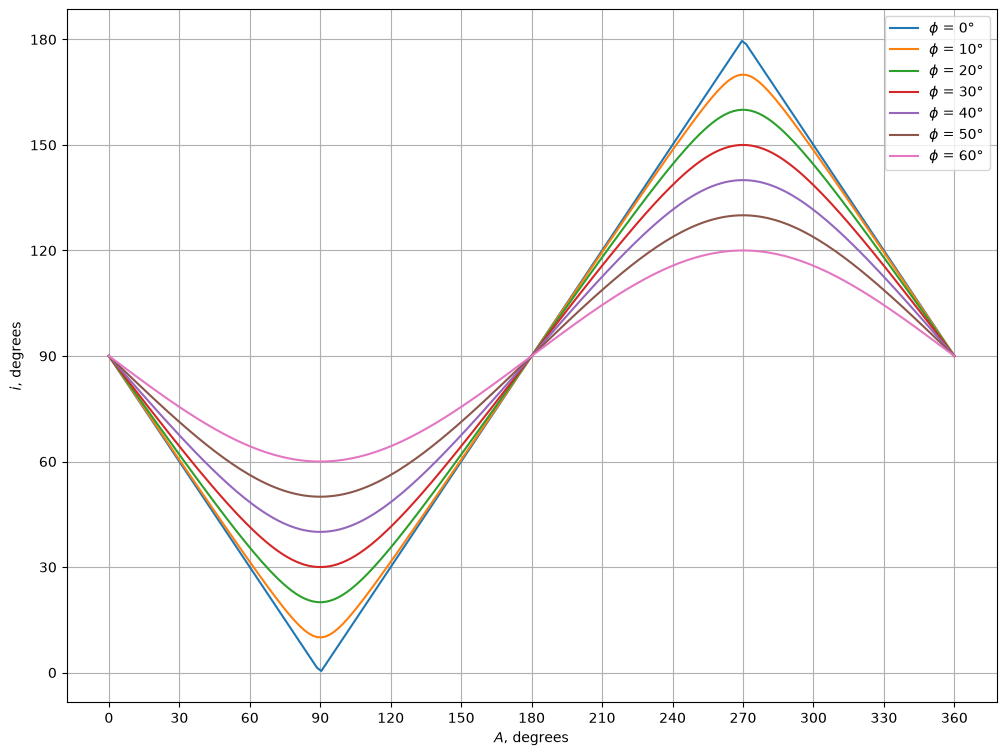 180
150
120
90
60
30
0
i, degrees
0 30 60 90 120 150 180 210 240 270 300 330 360
A, degrees
ϕ = 0°
ϕ = 10°
ϕ = 20°
ϕ = 30°
ϕ = 40°
ϕ = 50°
ϕ = 60°